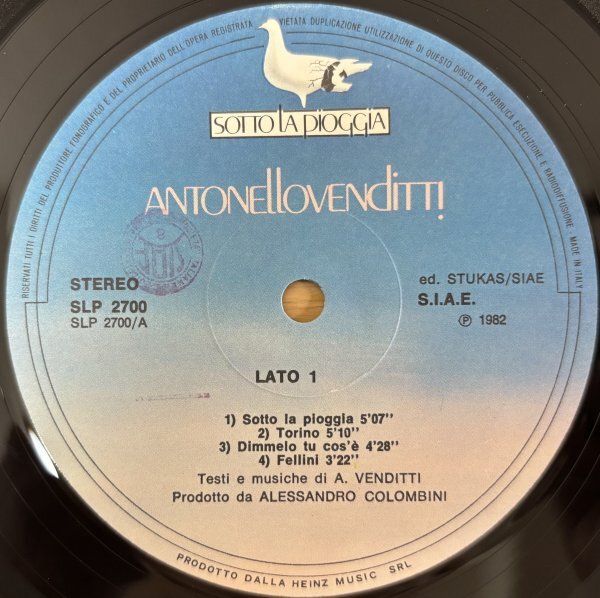 RISERVATI TUTTI I DIRITTI DEL PRODUTTORE FONOGRAFICO E DEL PROPRIETARIO DELL'OPERA REGISTRATA
VIETATA DUPLICAZIONE UTILIZZAZIONE DI QUESTO DISCO PER PUBBLICA ESECUZIONE E RADIODIFFUSIONE - MADE IN ITALY
SOTTO LA PIOGGIA
ANTONELLOVENDITTI
STEREO
SLP 2700
SLP 2700/A
ed. STUKAS/SIAE
S.I.A.E.
Ⓟ 1982
LATO 1
1) Sotto la pioggia 5'07''
2) Torino 5'10''
3) Dimmelo tu cos'è 4'28''
4) Fellini 3'22''
Testi e musiche di A. VENDITTI
Prodotto da ALESSANDRO COLOMBINI
PRODOTTO DALLA HEINZ MUSIC SRL